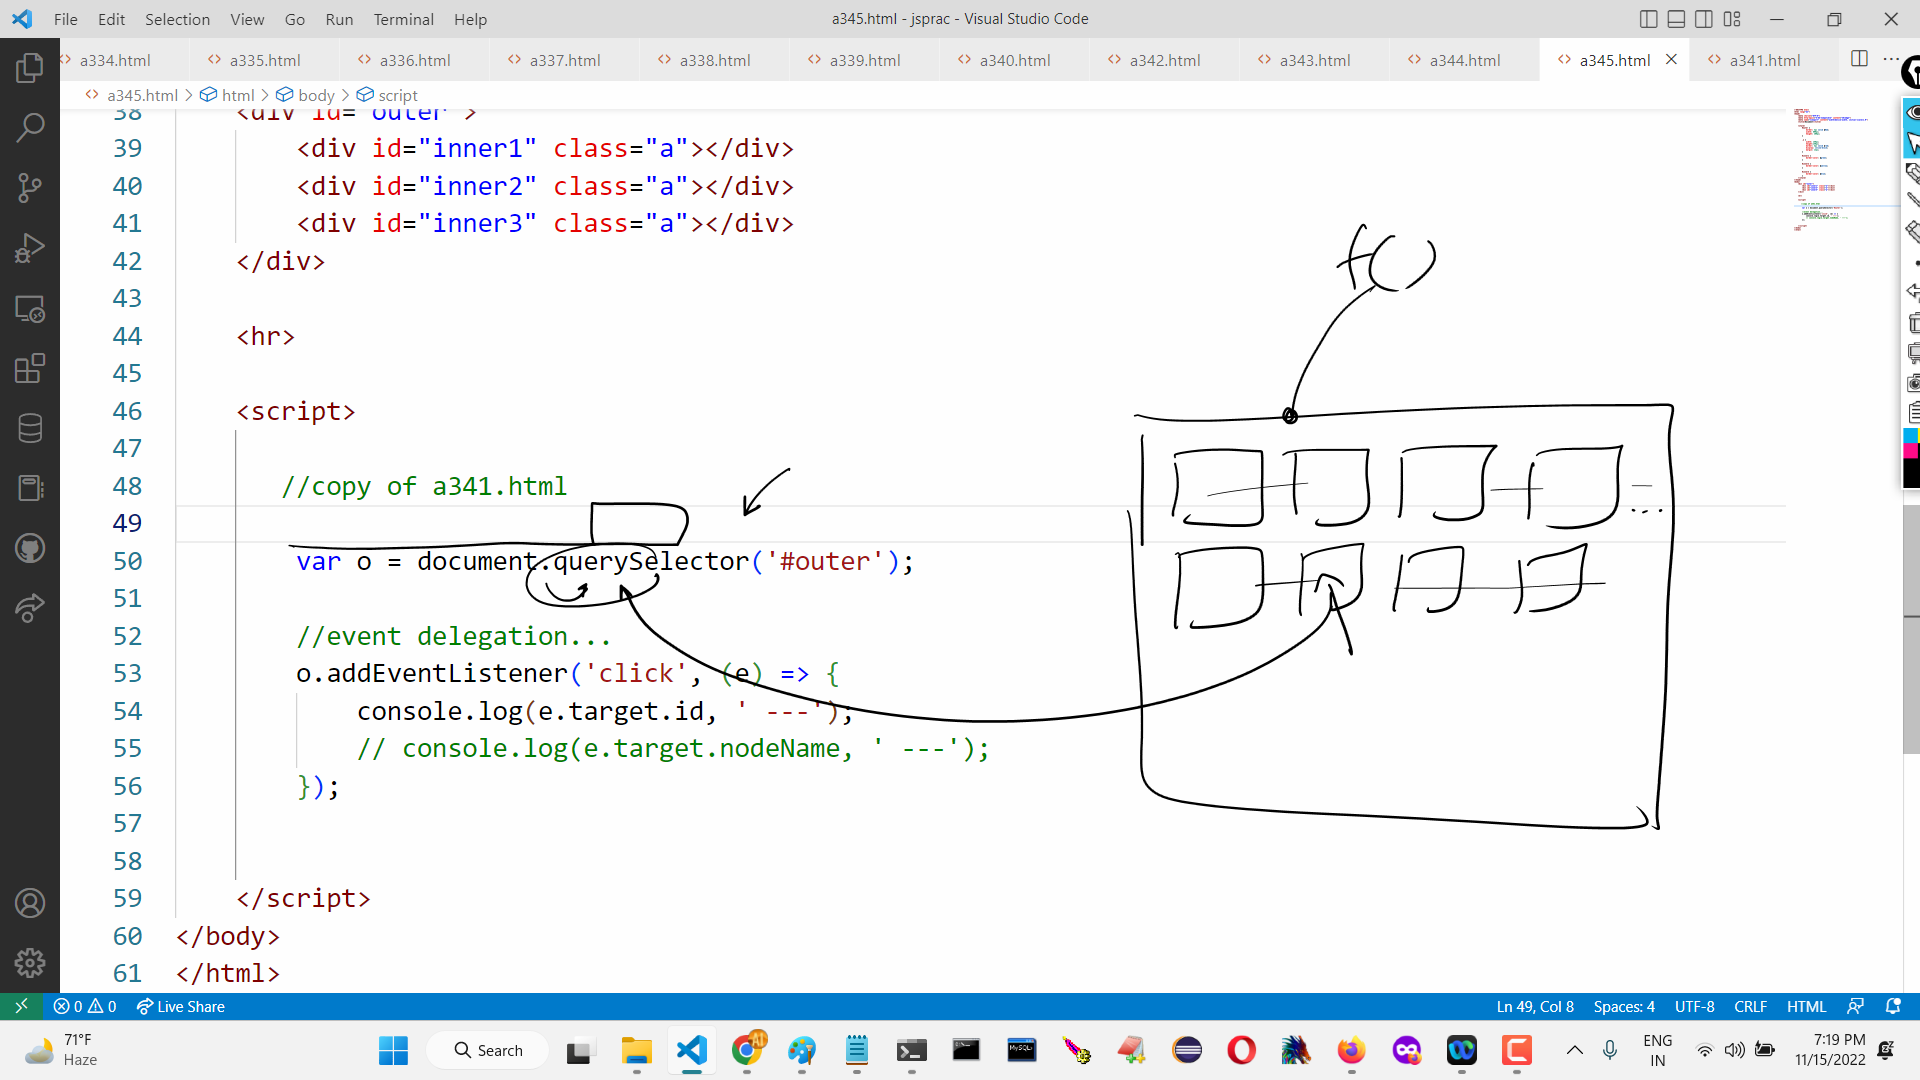 File Edit Selection View Go Run Terminal Help
a345.html - jsprac - Visual Studio Code
a334.html a335.html a336.html a337.html a338.html a339.html a340.html a342.html a343.html a344.html a345.html a341.html
a345.html > html > body > script
38 <div id="outer">
39 <div id="inner1" class="a"></div>
40 <div id="inner2" class="a"></div>
41 <div id="inner3" class="a"></div>
42 </div>
43
44 <hr>
45
46 <script>
47
48 //copy of a341.html
49
50 var o = document.querySelector('#outer');
51
52 //event delegation...
53 o.addEventListener('click', (e) => {
54 console.log(e.target.id, ' ---');
55 // console.log(e.target.nodeName, ' ---');
56 });
57
58
59 </script>
60 </body>
61 </html>
f()
0 0 Live Share
Ln 49, Col 8 Spaces: 4 UTF-8 CRLF HTML
71°F
Haze
Search
ENG
IN
7:19 PM
11/15/2022